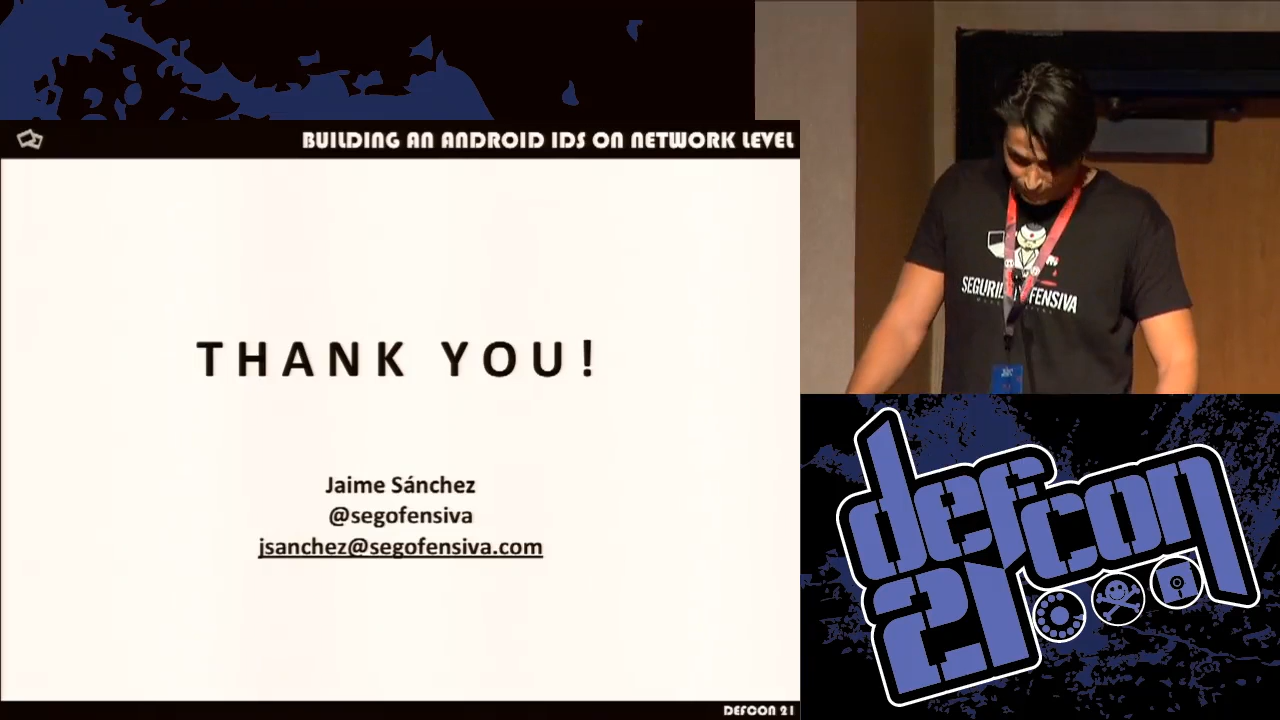 BUILDING AN ANDROID IDS ON NETWORK LEVEL
THANK YOU!
Jaime Sánchez
@segofensiva
jsanchez@segofensiva.com
DEFCON 21
FENSIVA
defcon
21